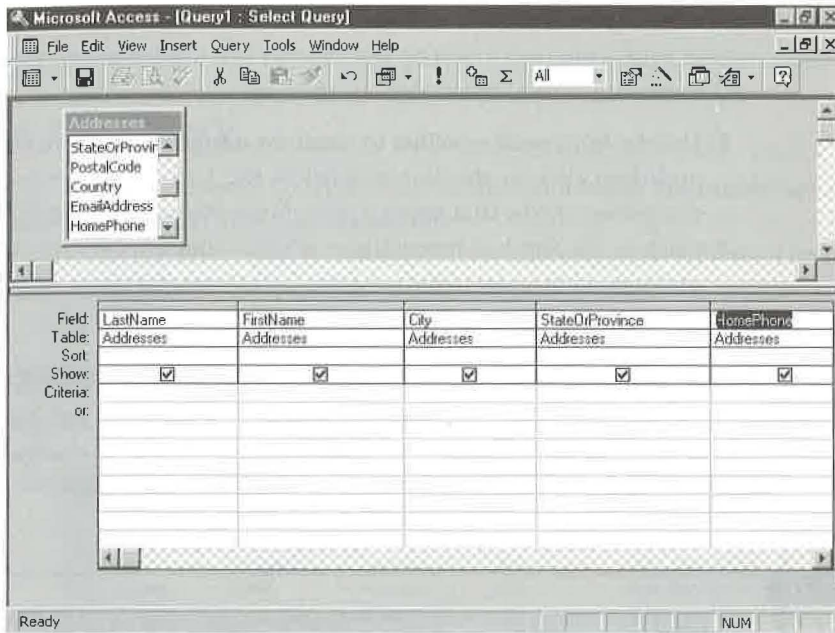 Microsoft Access - [Query1 : Select Query]
File Edit View Insert Query Tools Window Help
All
Addresses
StateOrProvir
PostalCode
Country
EmailAddress
HomePhone
Field: LastName FirstName City StateOrProvince HomePhone
Table: Addresses Addresses Addresses Addresses Addresses
Sort:
Show:
Criteria:
or:
Ready NUM